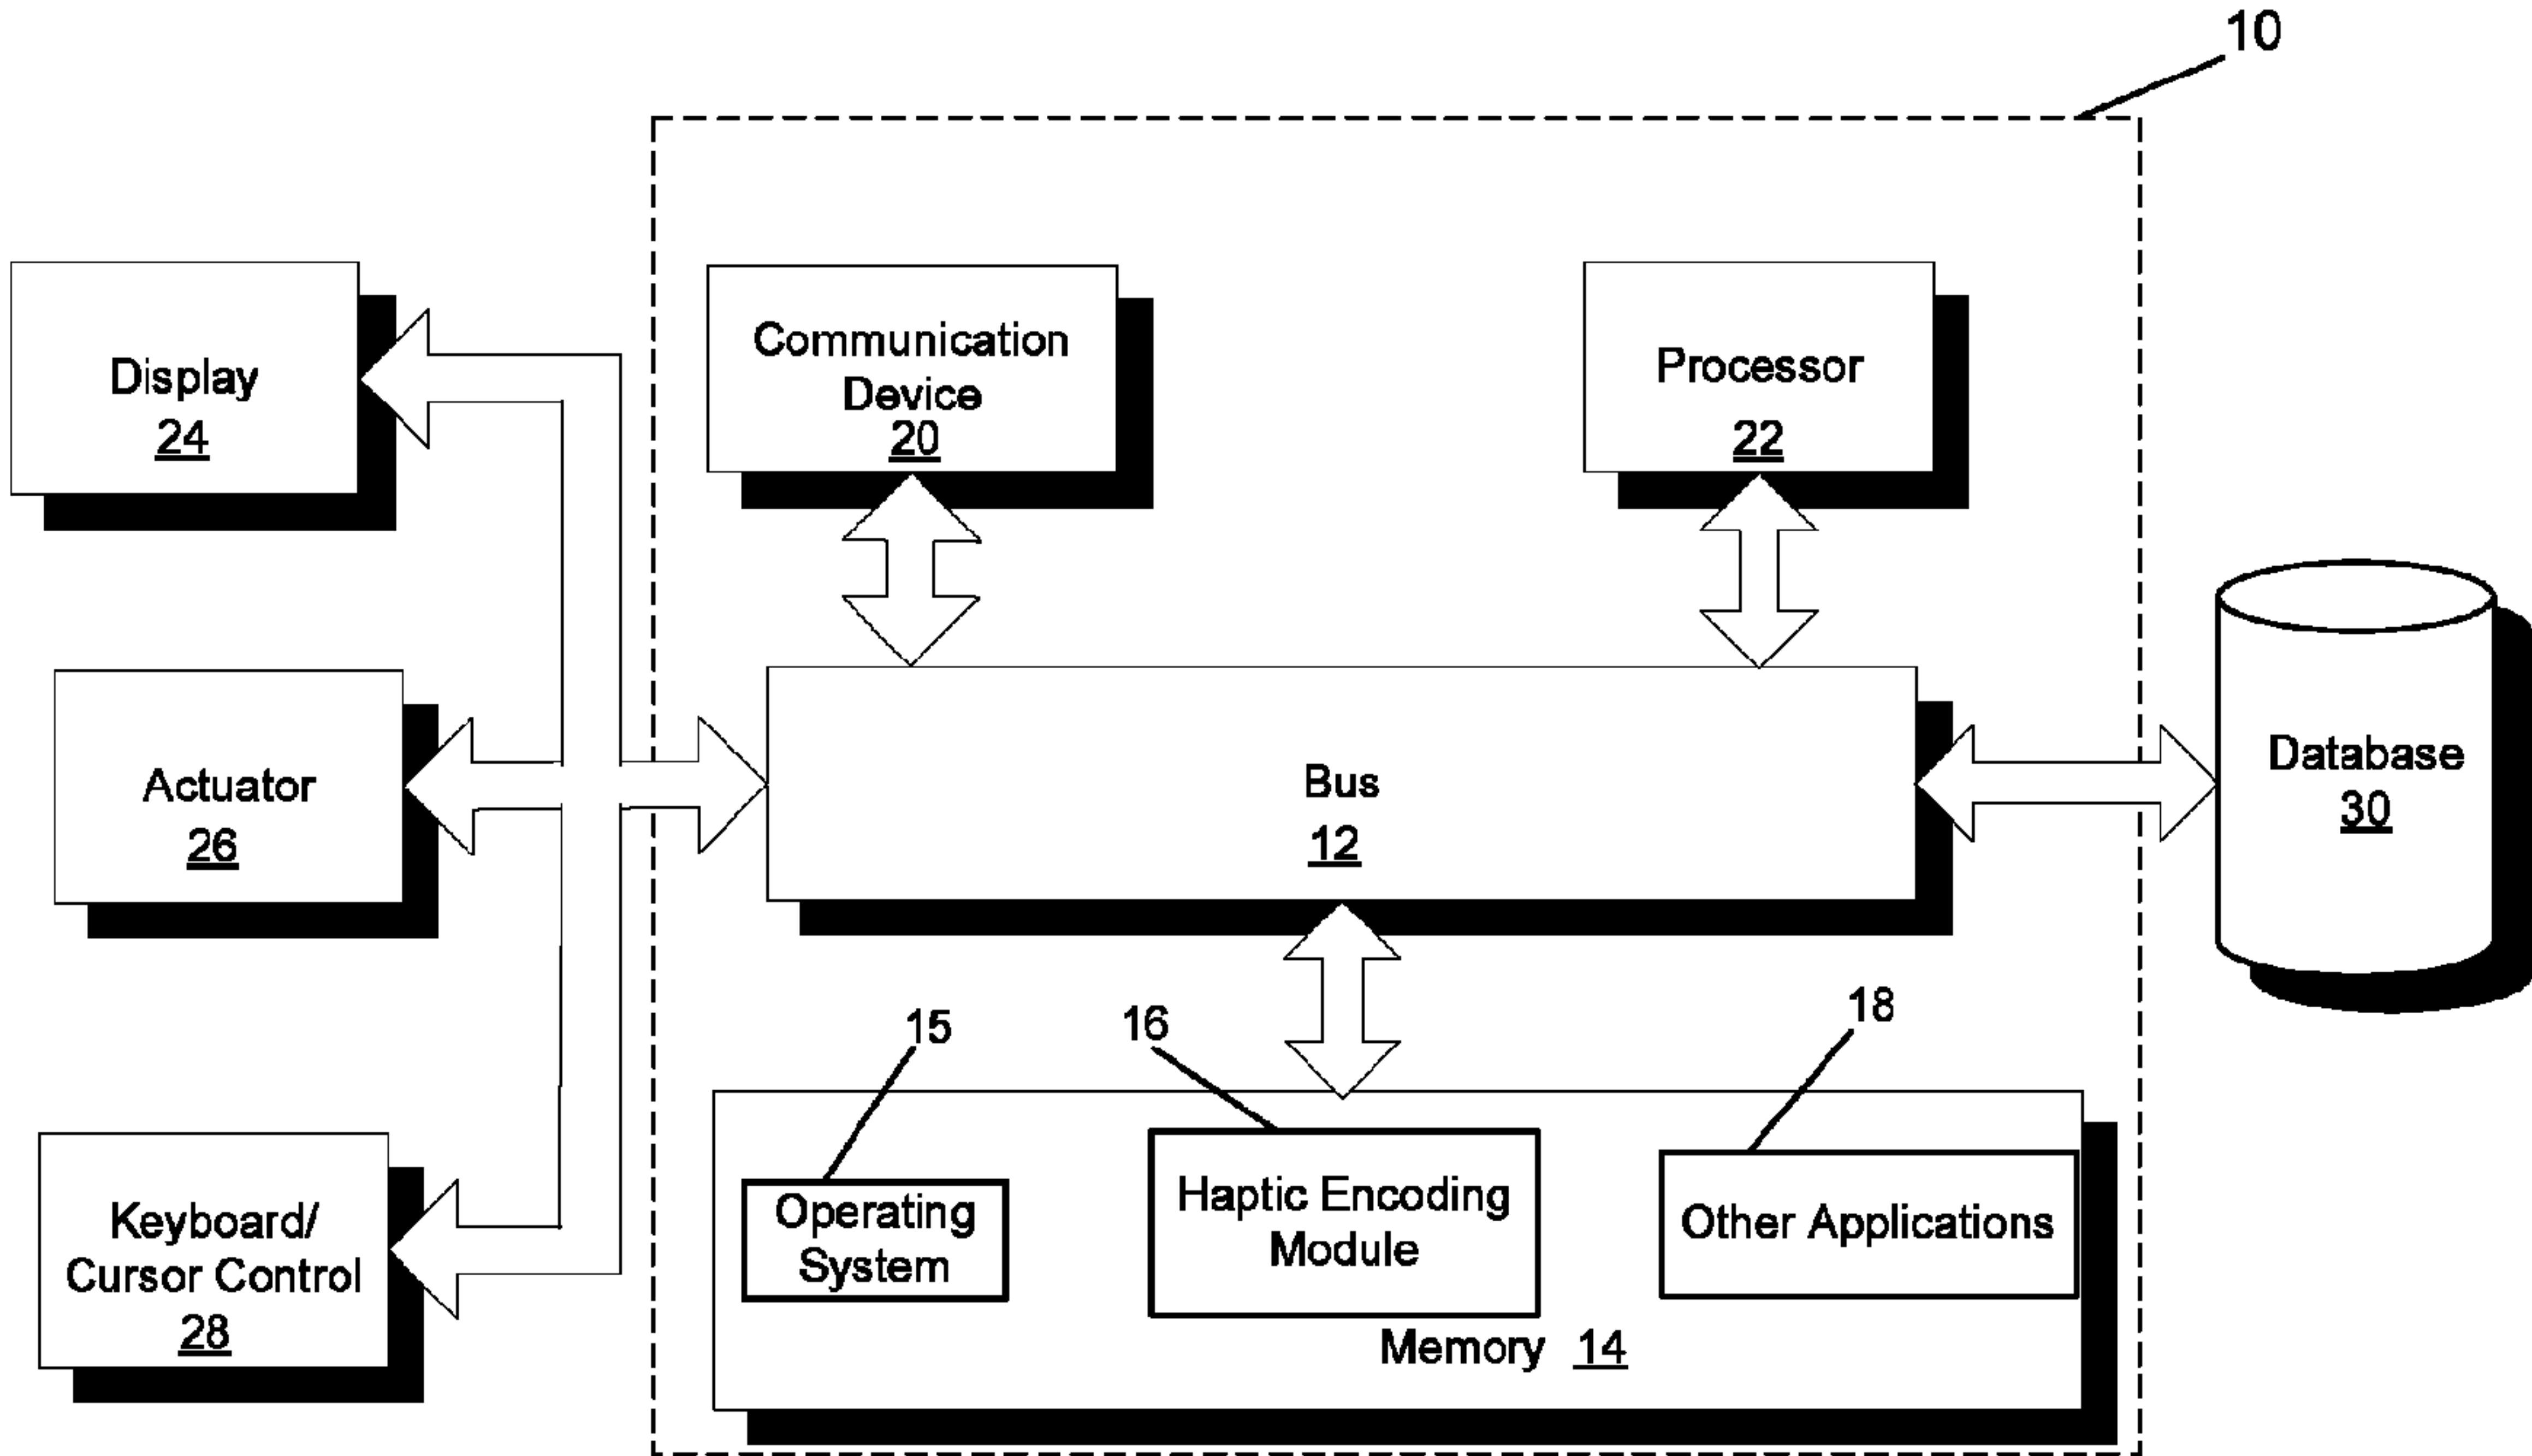 10
Display
24
Communication
Device
20
Processor
22
Actuator
26
Bus
12
Database
30
15
16
18
Keyboard/
Cursor Control
28
Operating
System
Haptic Encoding
Module
Other Applications
Memory 14